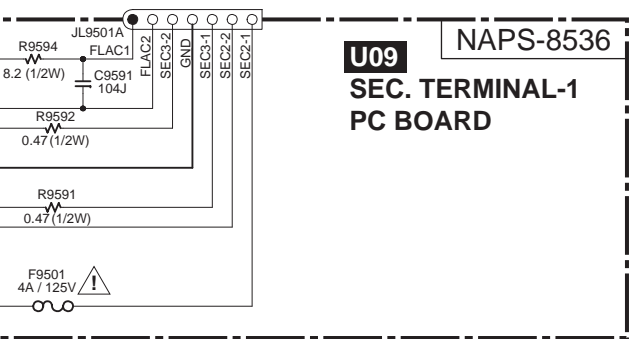 JL9501A
FLAC1
FLAC2
SEC3-2
GND
SEC3-1
SEC2-2
SEC2-1
R9594
8.2 (1/2W)
C9591
104J
R9592
0.47 (1/2W)
R9591
0.47 (1/2W)
F9501
4A / 125V
!
NAPS-8536
U09
SEC. TERMINAL-1
PC BOARD